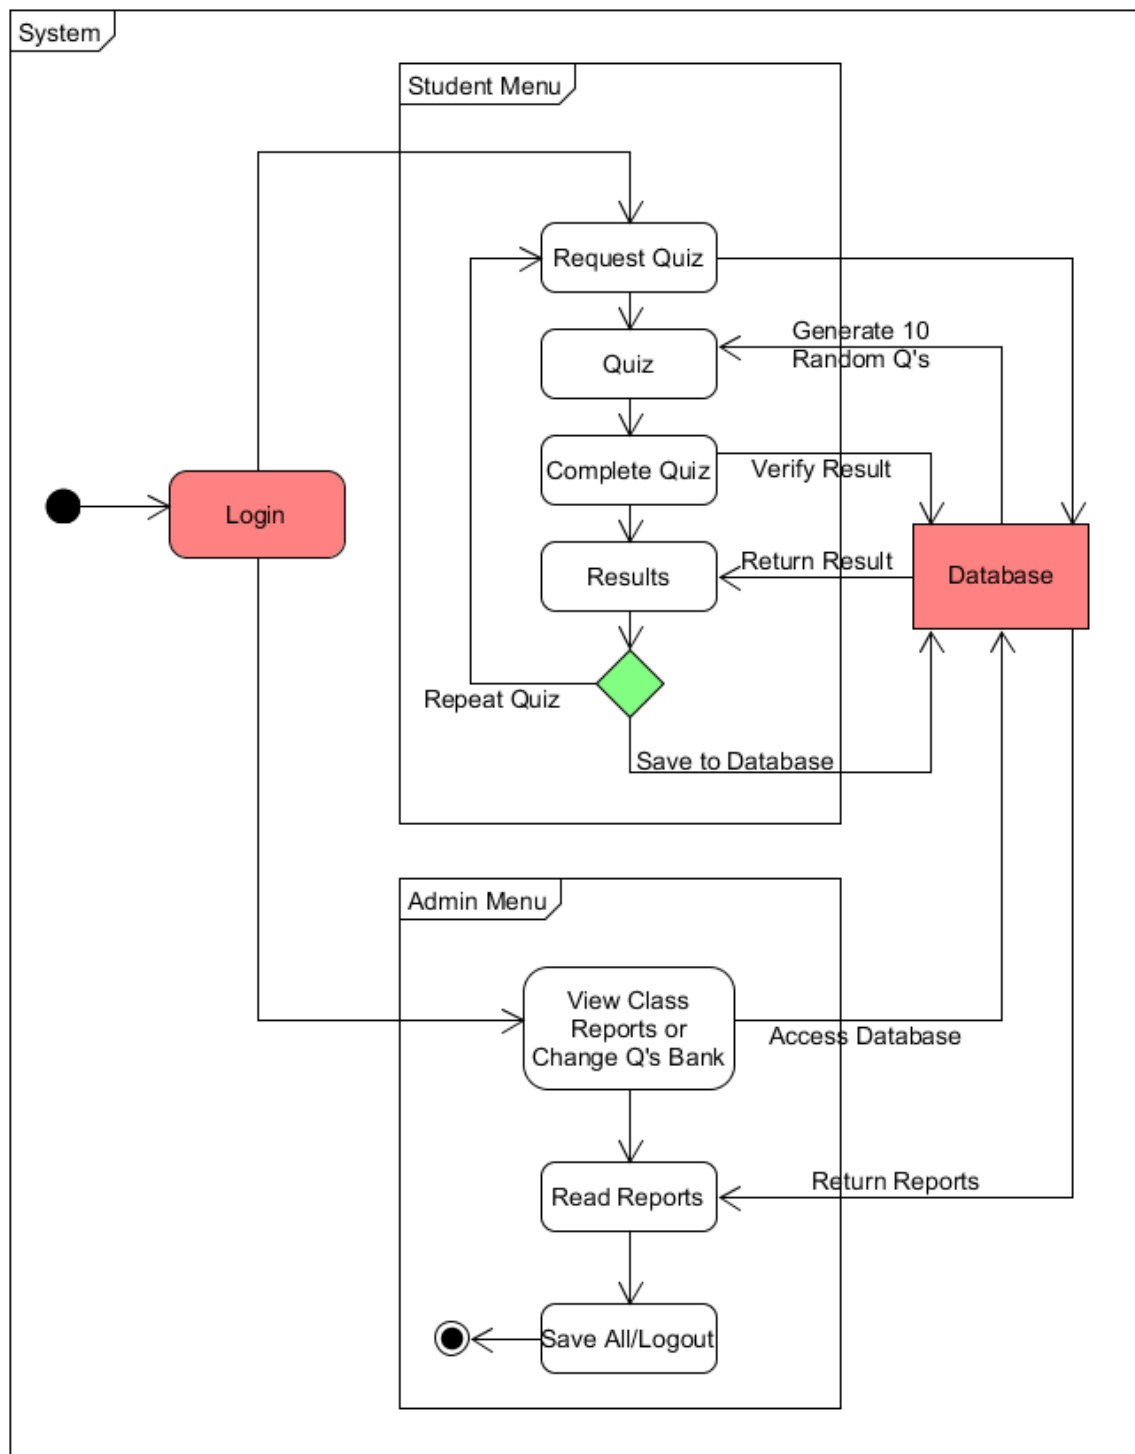 System
Student Menu
Request Quiz
Generate 10
Random Q's
Quiz
Complete Quiz
Verify Result
Login
Results
Return Result
Database
Repeat Quiz
Save to Database
Admin Menu
View Class
Reports or
Change Q's Bank
Access Database
Read Reports
Return Reports
Save All/Logout